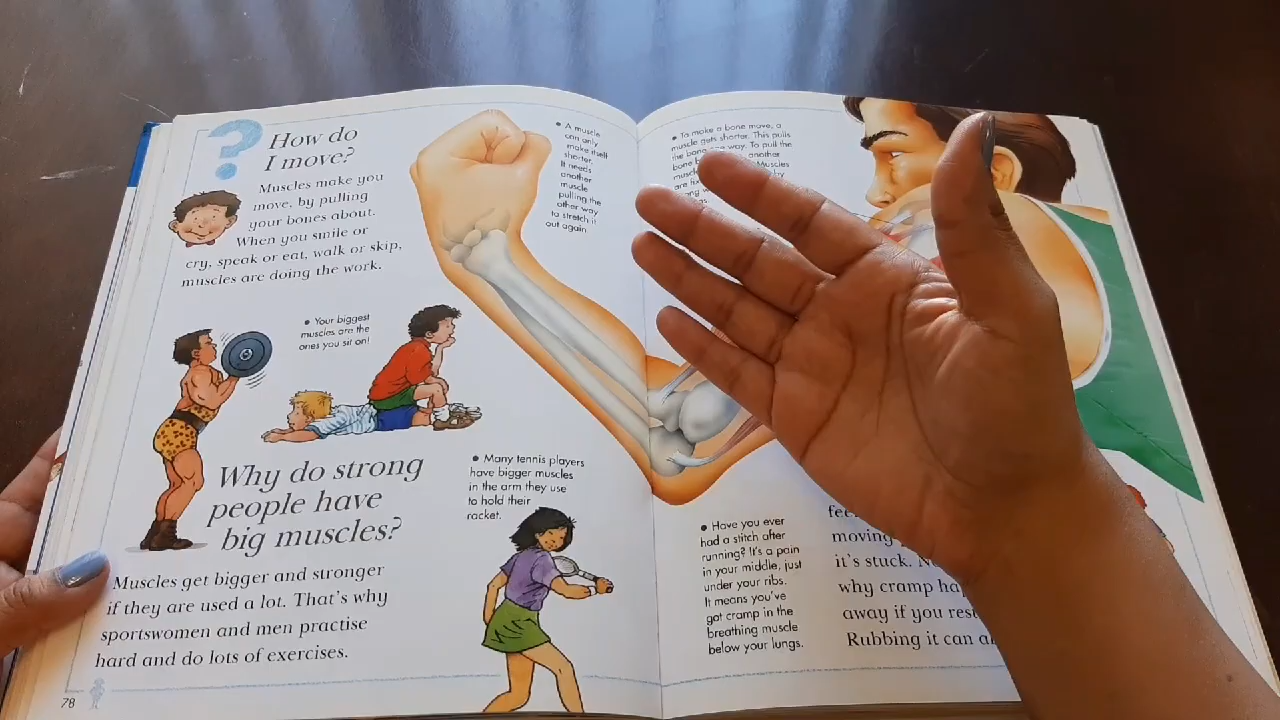 ?
How do
I move?
Muscles make you
move, by pulling
your bones about.
When you smile or
cry, speak or eat, walk or skip,
muscles are doing the work.
• A muscle
can only
make itself
shorter.
It needs
another
muscle
pulling the
other way
to stretch it
out again.
• Your biggest
muscles are the
ones you sit on!
Why do strong
people have
big muscles?
Muscles get bigger and stronger
if they are used a lot. That's why
sportswomen and men practise
hard and do lots of exercises.
• Many tennis players
have bigger muscles
in the arm they use
to hold their
racket.
78
• To make a bone move, a
muscle gets shorter. This pulls
the bone one way. To pull the
bone another
Muscles
are
• Have you ever
had a stitch after
running? It's a pain
in your middle, just
under your ribs.
It means you've
got cramp in the
breathing muscle
below your lungs.
moving
it's stuck.
why cramp
away if you
Rubbing it can